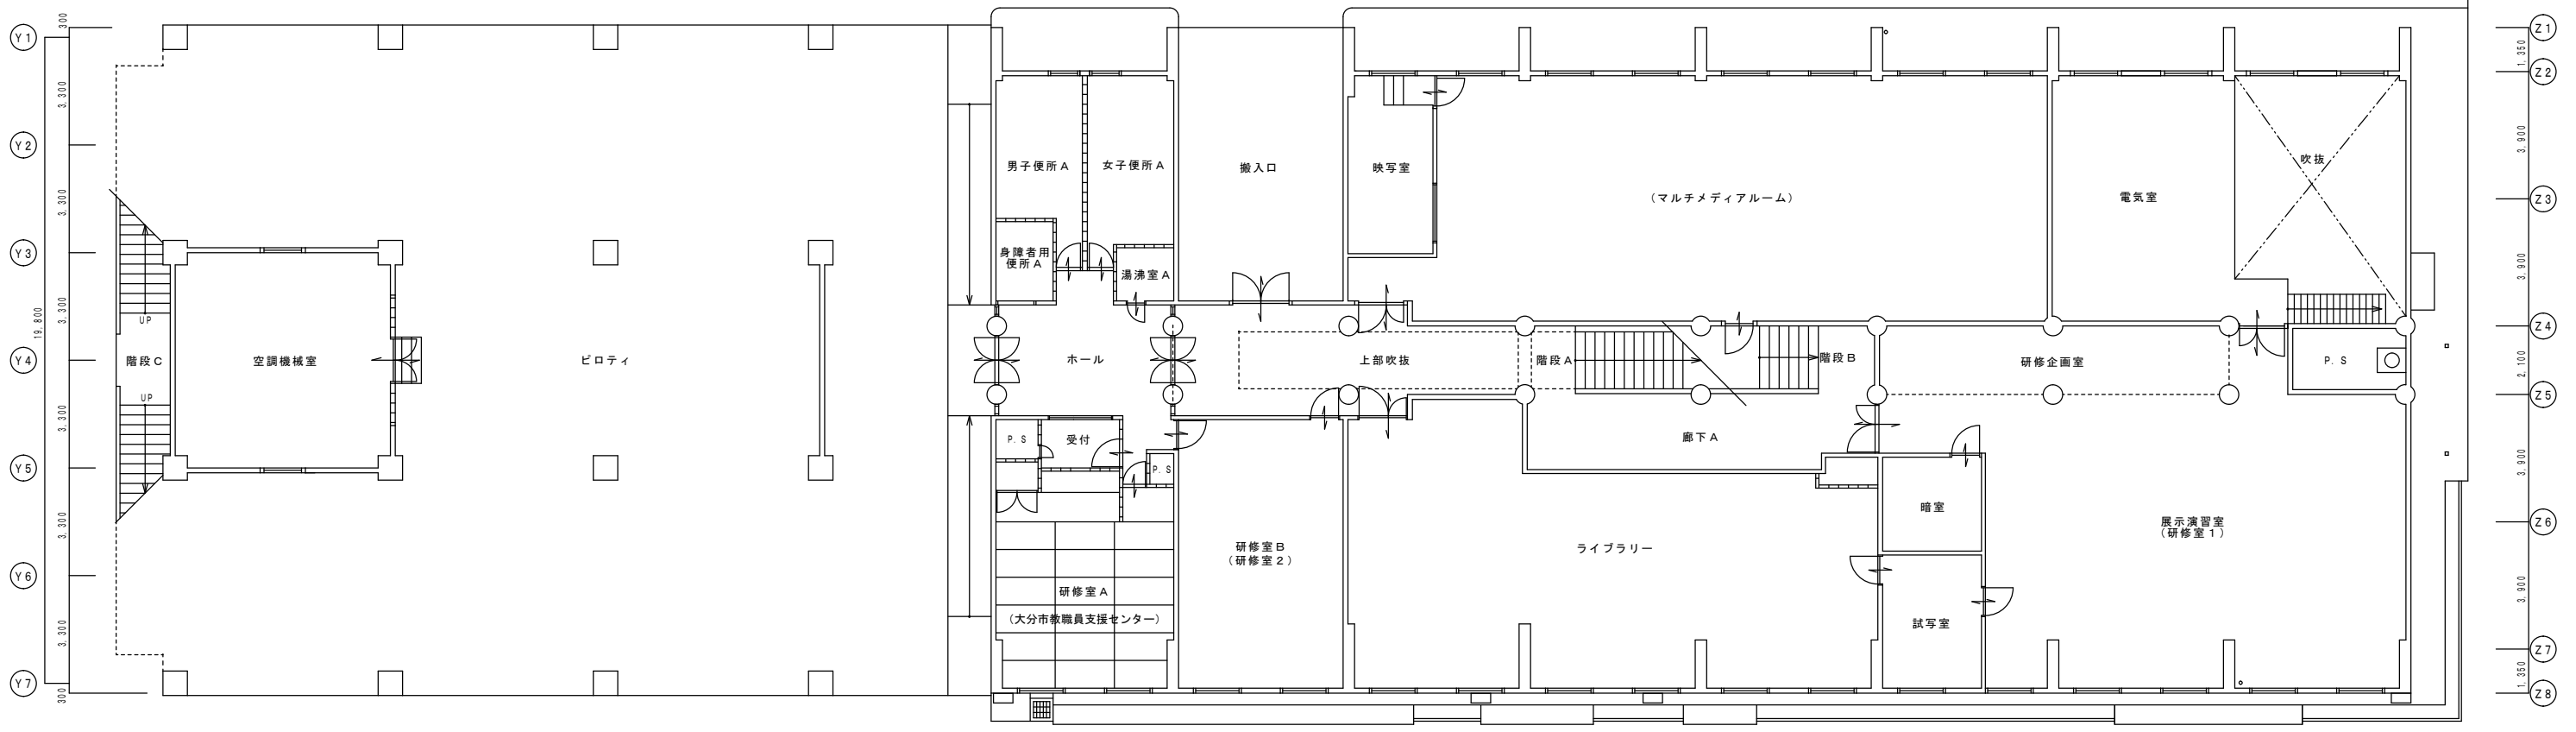 Y1
Y2
Y3
Y4
Y5
Y6
Y7
300
3,300
3,300
3,300
3,300
3,300
3,300
300
19,800
UP
階段C
UP
空調機械室
ピロティ
男子便所A
女子便所A
身障者用
便所A
湯沸室A
ホール
P.S
受付
P.S
研修室A
(大分市教職員支援センター)
搬入口
上部吹抜
研修室B
(研修室2)
映写室
(マルチメディアルーム)
階段A
階段B
廊下A
ライブラリー
電気室
吹抜
研修企画室
P.S
暗室
試写室
展示演習室
(研修室1)
Z1
Z2
Z3
Z4
Z5
Z6
Z7
Z8
1,350
3,900
3,900
2,100
3,900
3,900
1,350